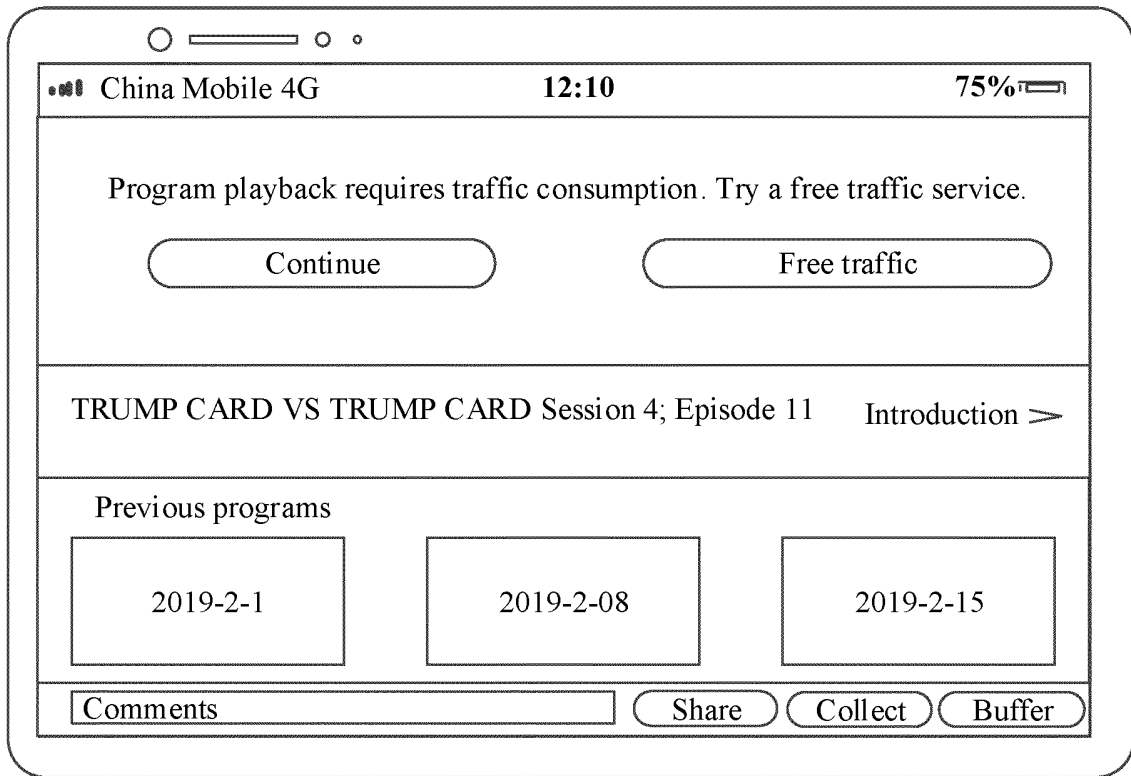 China Mobile 4G 12:10 75%
Program playback requires traffic consumption. Try a free traffic service.
Continue Free traffic
TRUMP CARD VS TRUMP CARD Session 4; Episode 11 Introduction >
Previous programs
2019-2-1 2019-2-08 2019-2-15
Comments Share Collect Buffer